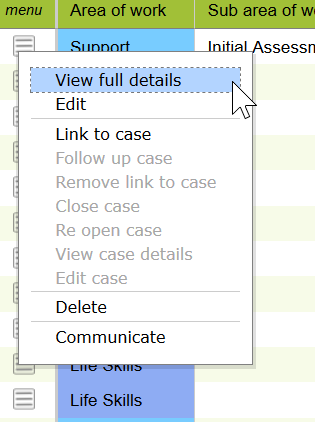 menu Area of work Sub area of wo
Support Initial Assessm
View full details
Edit
Link to case
Follow up case
Remove link to case
Close case
Re open case
View case details
Edit case
Delete
Communicate
Life Skills
Life Skills